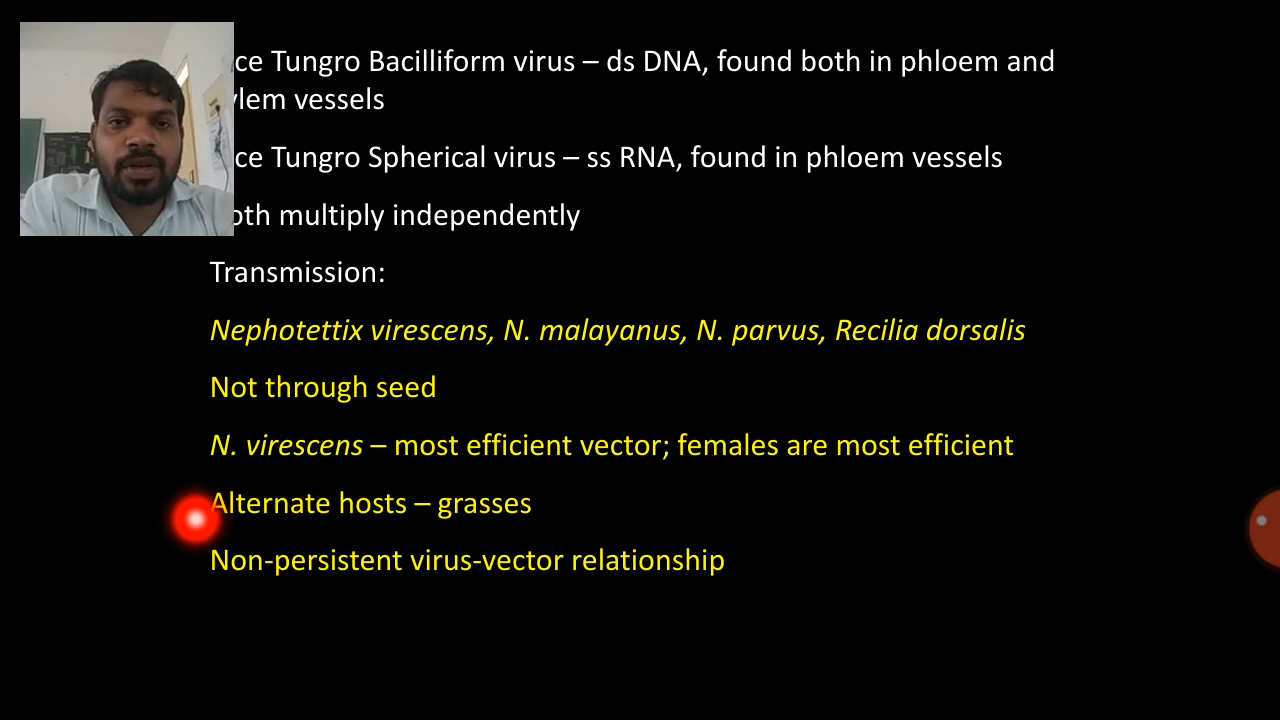 ce Tungro Bacilliform virus – ds DNA, found both in phloem and
ylem vessels
ce Tungro Spherical virus – ss RNA, found in phloem vessels
oth multiply independently
Transmission:
Nephotettix virescens, N. malayanus, N. parvus, Recilia dorsalis
Not through seed
N. virescens – most efficient vector; females are most efficient
Alternate hosts – grasses
Non-persistent virus-vector relationship